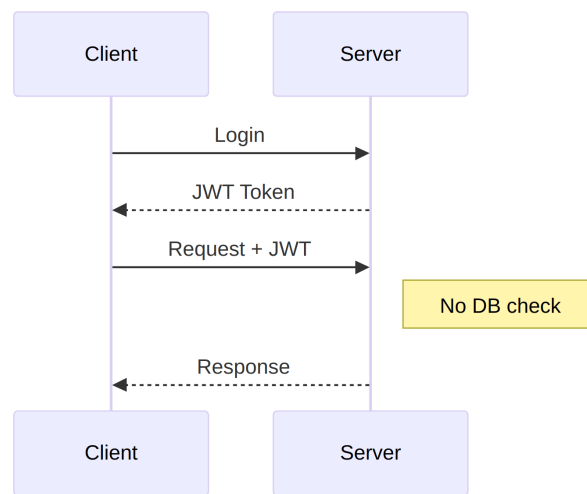 Client
Server
Login
JWT Token
Request + JWT
No DB check
Response
Client
Server